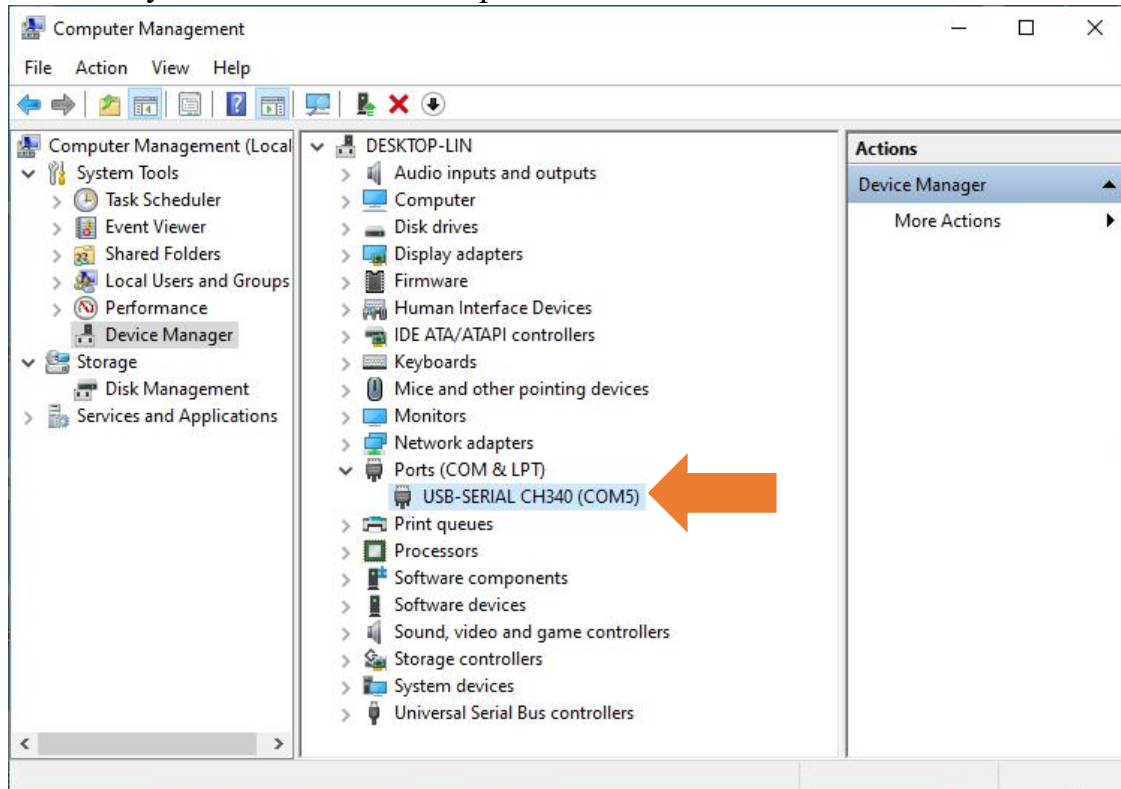 Computer Management
File Action View Help
Computer Management (Local
System Tools
Task Scheduler
Event Viewer
Shared Folders
Local Users and Groups
Performance
Device Manager
Storage
Disk Management
Services and Applications
DESKTOP-LIN
Audio inputs and outputs
Computer
Disk drives
Display adapters
Firmware
Human Interface Devices
IDE ATA/ATAPI controllers
Keyboards
Mice and other pointing devices
Monitors
Network adapters
Ports (COM & LPT)
USB-SERIAL CH340 (COM5)
Print queues
Processors
Software components
Software devices
Sound, video and game controllers
Storage controllers
System devices
Universal Serial Bus controllers
Actions
Device Manager
More Actions